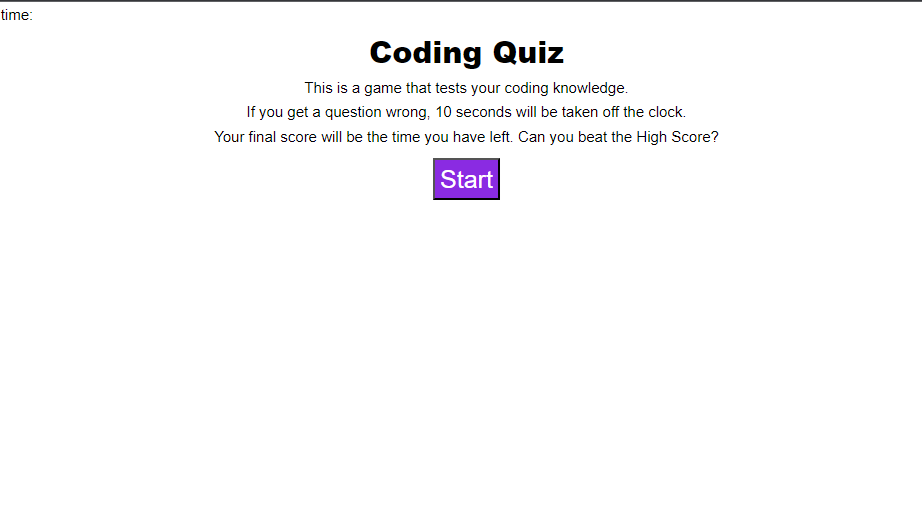 time:
Coding Quiz
This is a game that tests your coding knowledge.
If you get a question wrong, 10 seconds will be taken off the clock.
Your final score will be the time you have left. Can you beat the High Score?
Start